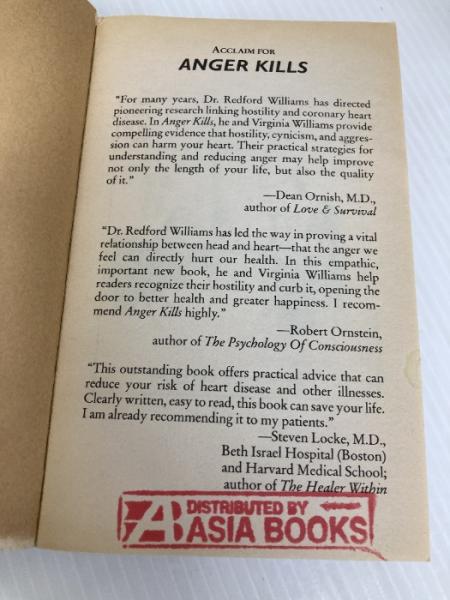 ACCLAIM FOR
ANGER KILLS
"For many years, Dr. Redford Williams has directed
pioneering research linking hostility and coronary heart
disease. In Anger Kills, he and Virginia Williams provide
compelling evidence that hostility, cynicism, and aggres-
sion can harm your heart. Their practical strategies for
understanding and reducing anger may help improve
not only the length of your life, but also the quality
of it."
—Dean Ornish, M.D.,
author of Love & Survival
"Dr. Redford Williams has led the way in proving a vital
relationship between head and heart—that the anger we
feel can directly hurt our health. In this empathic,
important new book, he and Virginia Williams help
readers recognize their hostility and curb it, opening the
door to better health and greater happiness. I recom-
mend Anger Kills highly."
—Robert Ornstein,
author of The Psychology Of Consciousness
"This outstanding book offers practical advice that can
reduce your risk of heart disease and other illnesses.
Clearly written, easy to read, this book can save your life.
I am already recommending it to my patients."
—Steven Locke, M.D.,
Beth Israel Hospital (Boston)
and Harvard Medical School;
author of The Healer Within
DISTRIBUTED BY
ASIA BOOKS